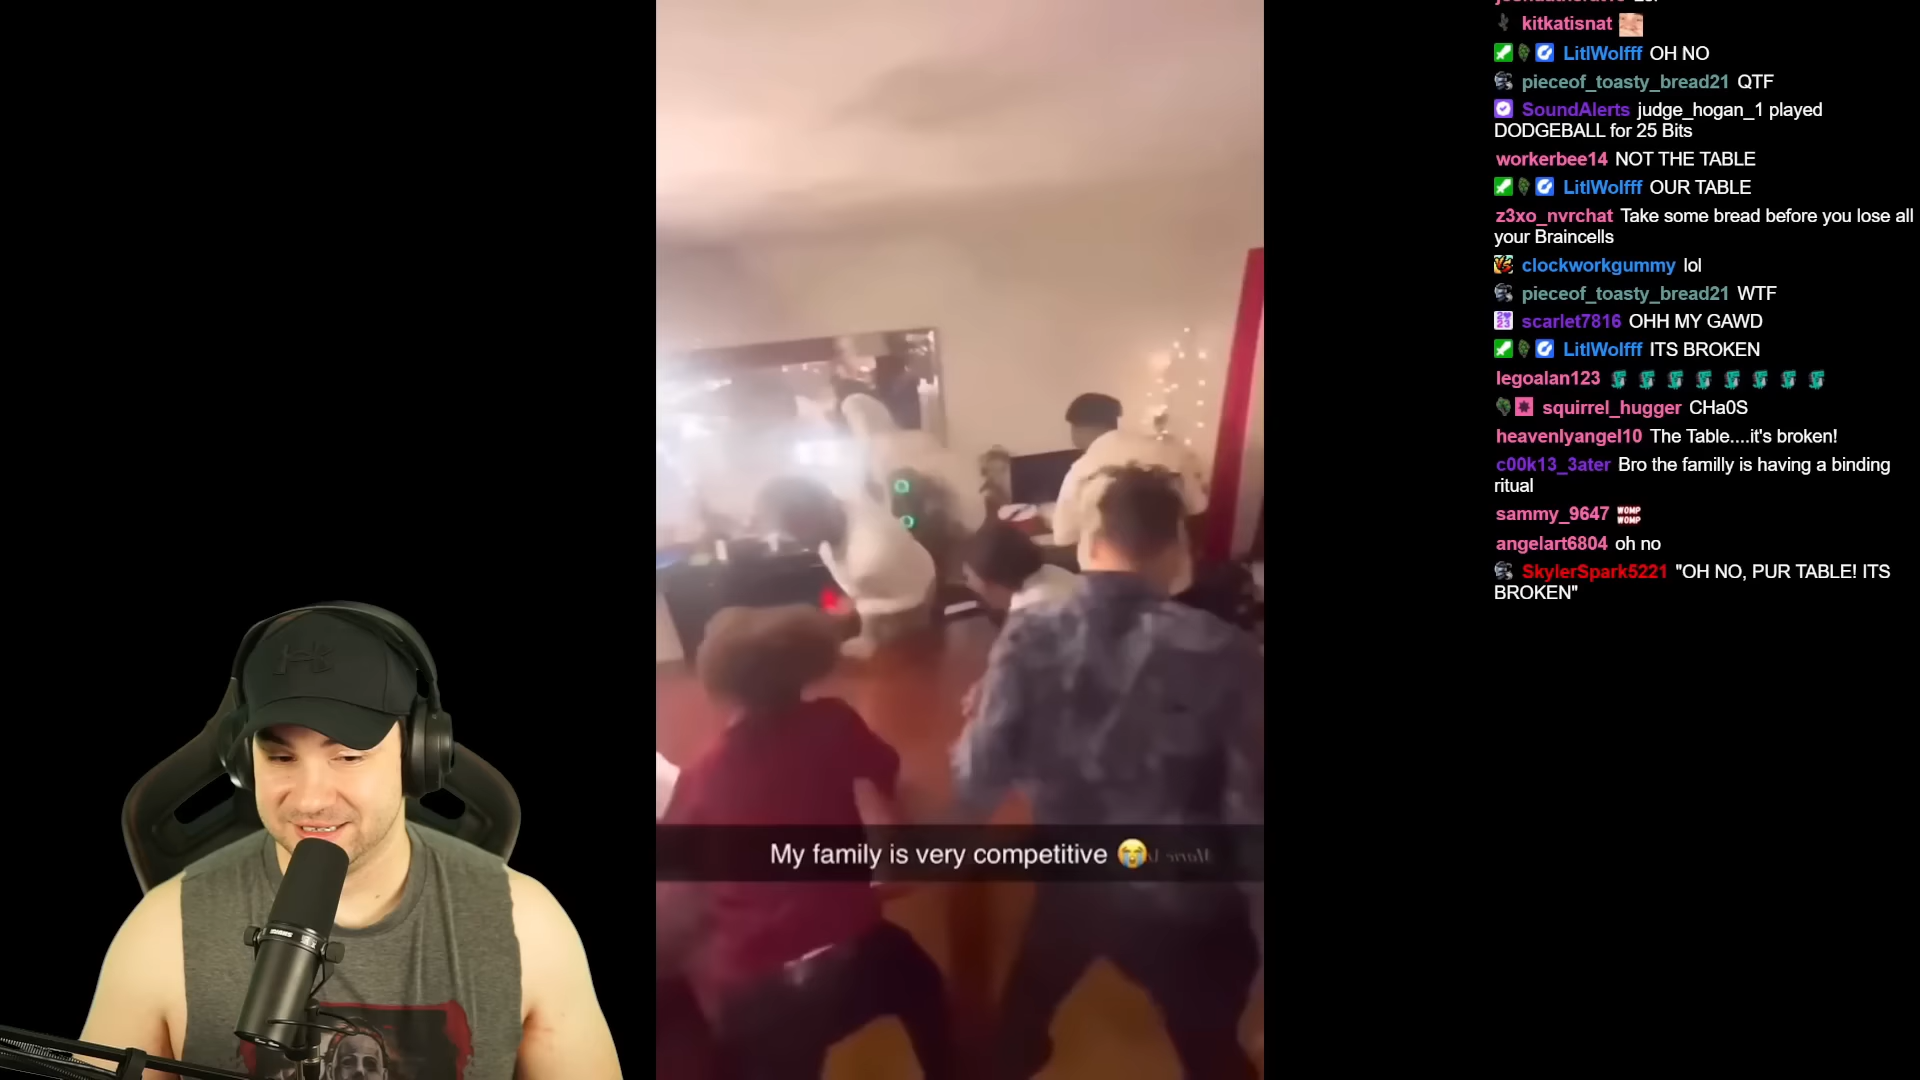 kitkatisnat
LitlWolfff OH NO
pieceof_toasty_bread21 QTF
SoundAlerts judge_hogan_1 played
DODGEBALL for 25 Bits
workerbee14 NOT THE TABLE
LitlWolfff OUR TABLE
z3xo_nvrchat Take some bread before you lose all
your Braincells
clockworkgummy lol
pieceof_toasty_bread21 WTF
scarlet7816 OHH MY GAWD
LitlWolfff ITS BROKEN
legoalan123
squirrel_hugger CHa0S
heavenlyangel10 The Table....it's broken!
c00k13_3ater Bro the familly is having a binding
ritual
sammy_9647 WOMP
WOMP
angelart6804 oh no
SkylerSpark5221 "OH NO, PUR TABLE! ITS
BROKEN"
My family is very competitive 😭